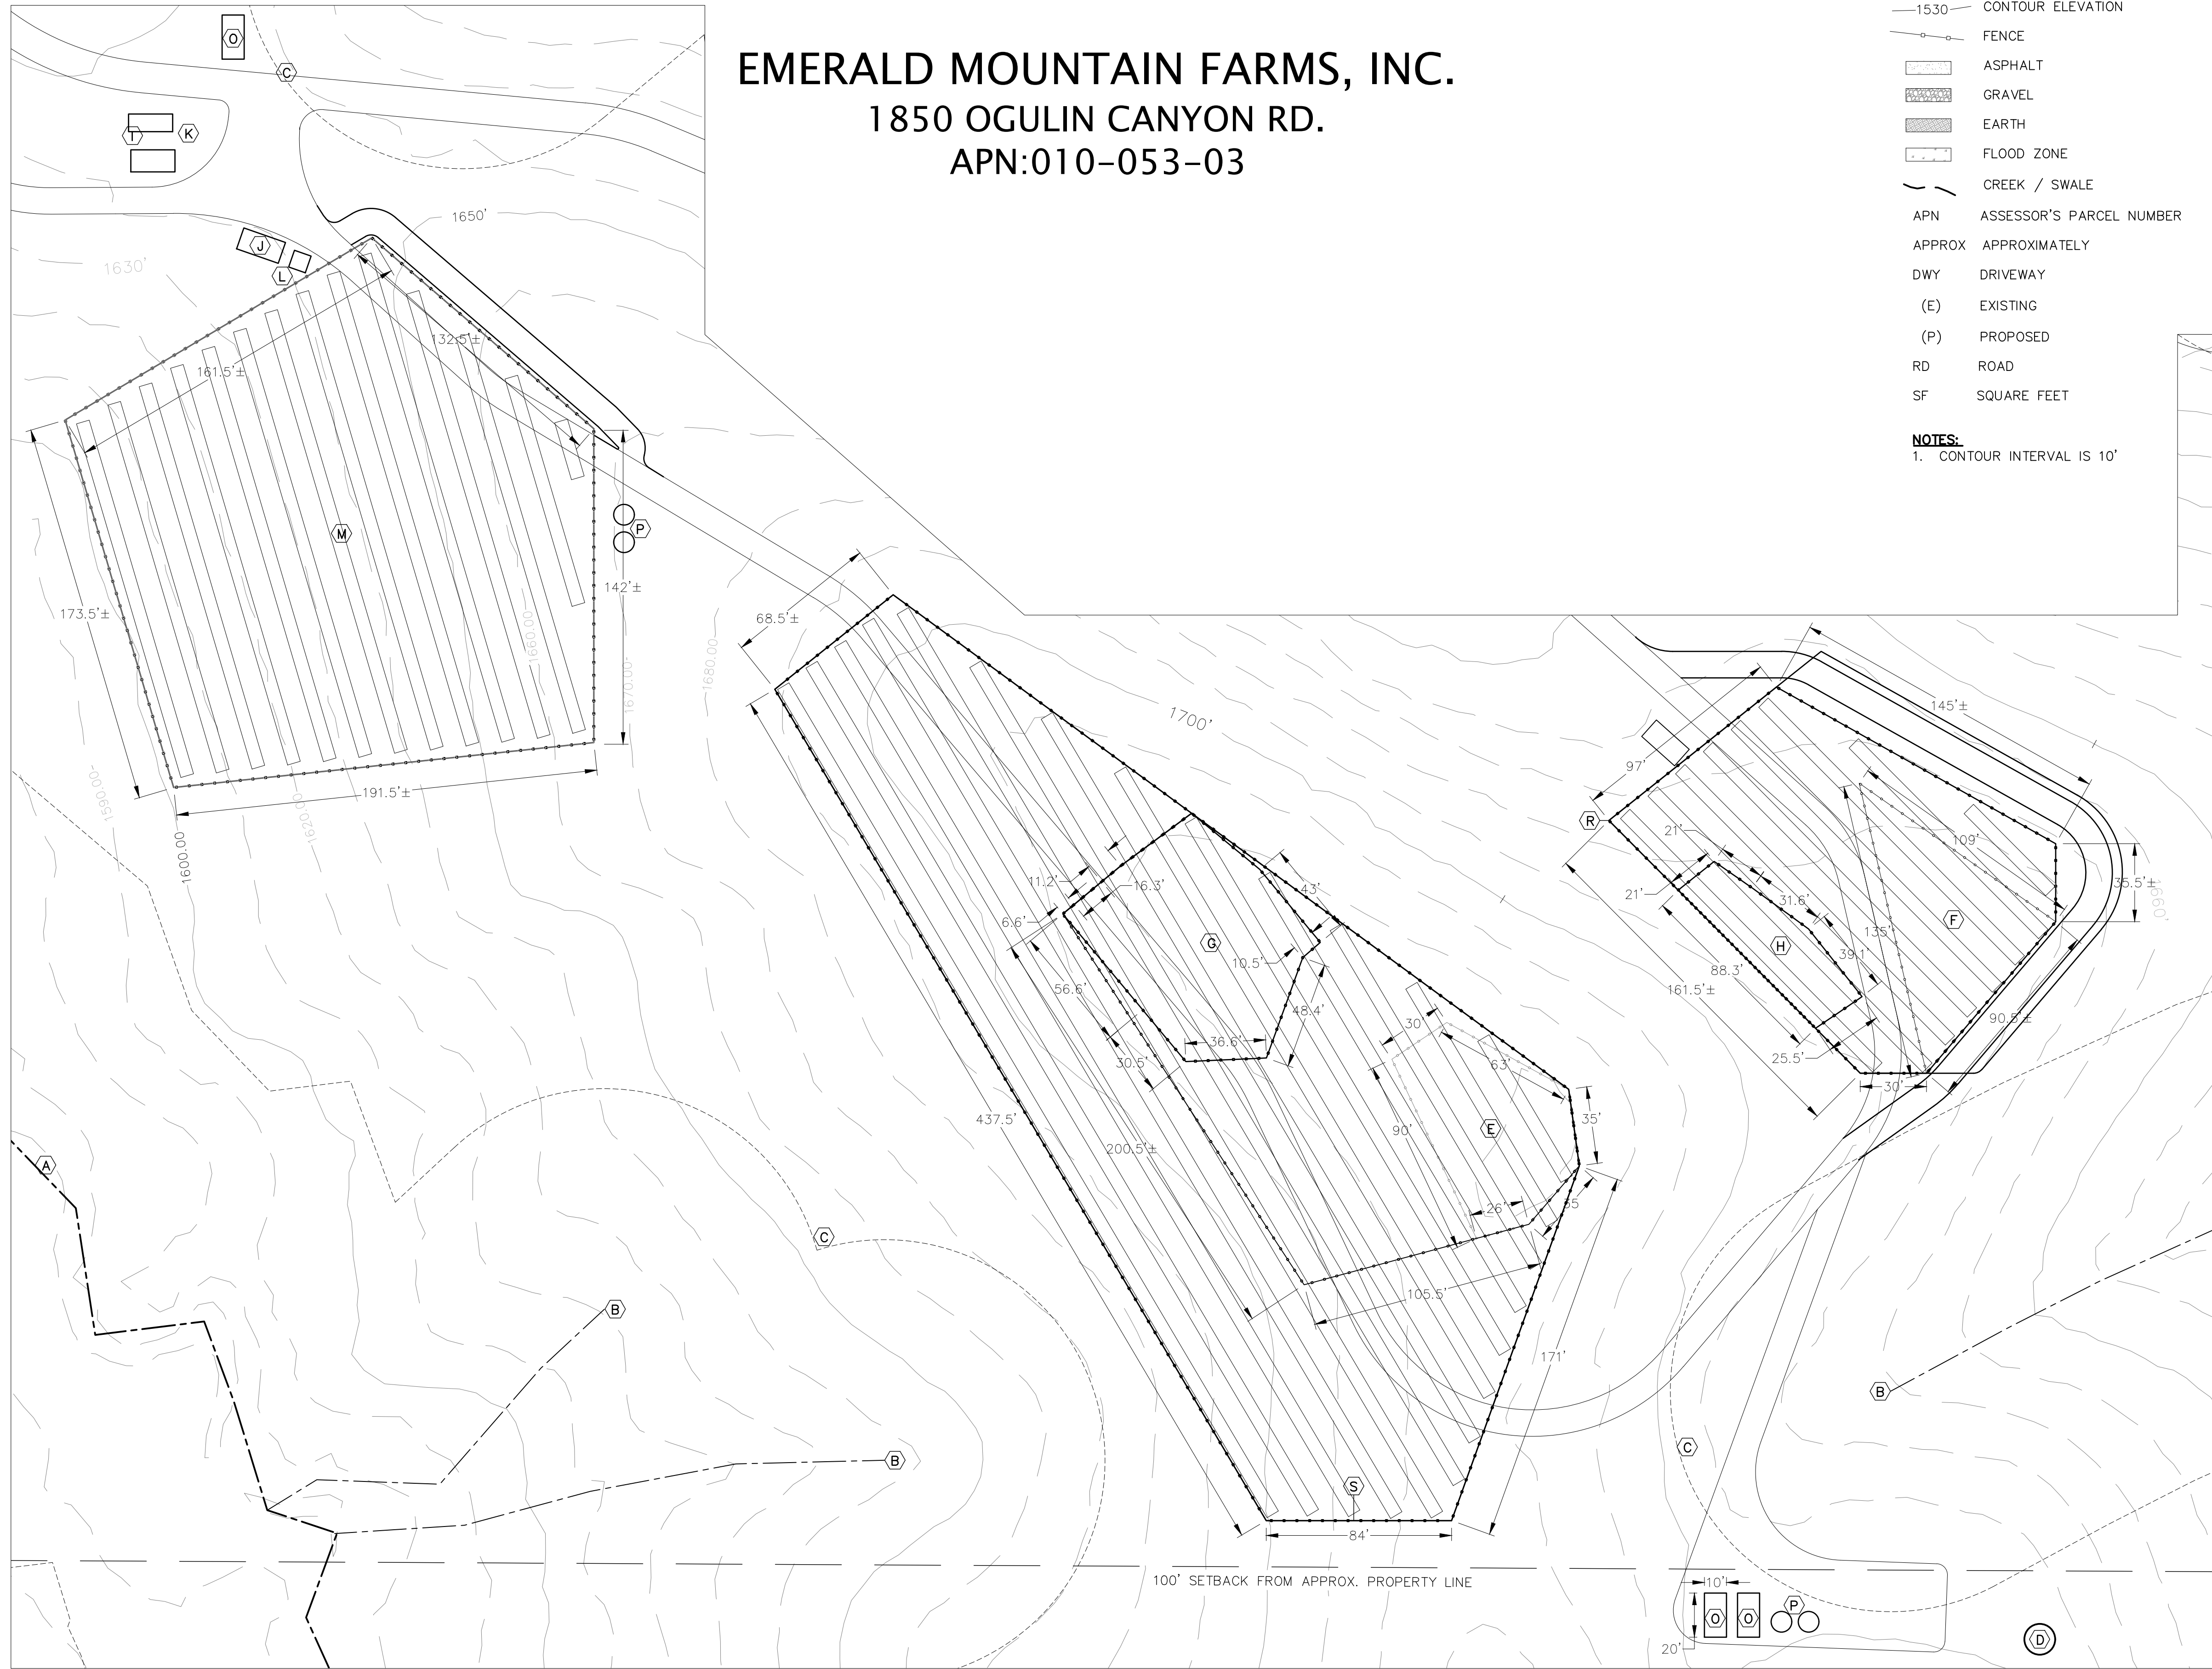 EMERALD MOUNTAIN FARMS, INC.
1850 OGULIN CANYON RD.
APN:010-053-03
1530 CONTOUR ELEVATION
FENCE
ASPHALT
GRAVEL
EARTH
FLOOD ZONE
CREEK / SWALE
APN ASSESSOR'S PARCEL NUMBER
APPROX APPROXIMATELY
DWY DRIVEWAY
(E) EXISTING
(P) PROPOSED
RD ROAD
SF SQUARE FEET
NOTES:
1. CONTOUR INTERVAL IS 10'
O
C
T
K
J
L
1650'
1630'
132.5'±
161.5'±
M
P
142'±
173.5'±
191.5'±
1590.00
1600.00
1620.00
1660.00
1670.00
1680.00
68.5'±
1700'
11.2'
16.3'
6.6'
43'
G
10.5'
56.6'
48.4'
36.6'
30.5'
30'
63'
437.5'
200.5'±
90'
E
35'
26'
35
105.5'
171'
S
84'
145'±
97'
R
21'
109'
35.5'±
1690'
21'
31.6'
F
135'
H
39.1'
88.3'
161.5'±
90.5'±
25.5'
30'
A
B
C
B
B
C
100' SETBACK FROM APPROX. PROPERTY LINE
10'
O
O
P
20'
D